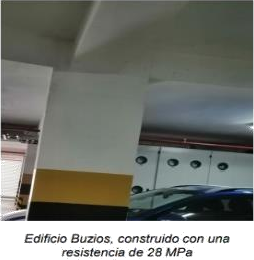 Edificio Buzios, construido con una
resistencia de 28 MPa